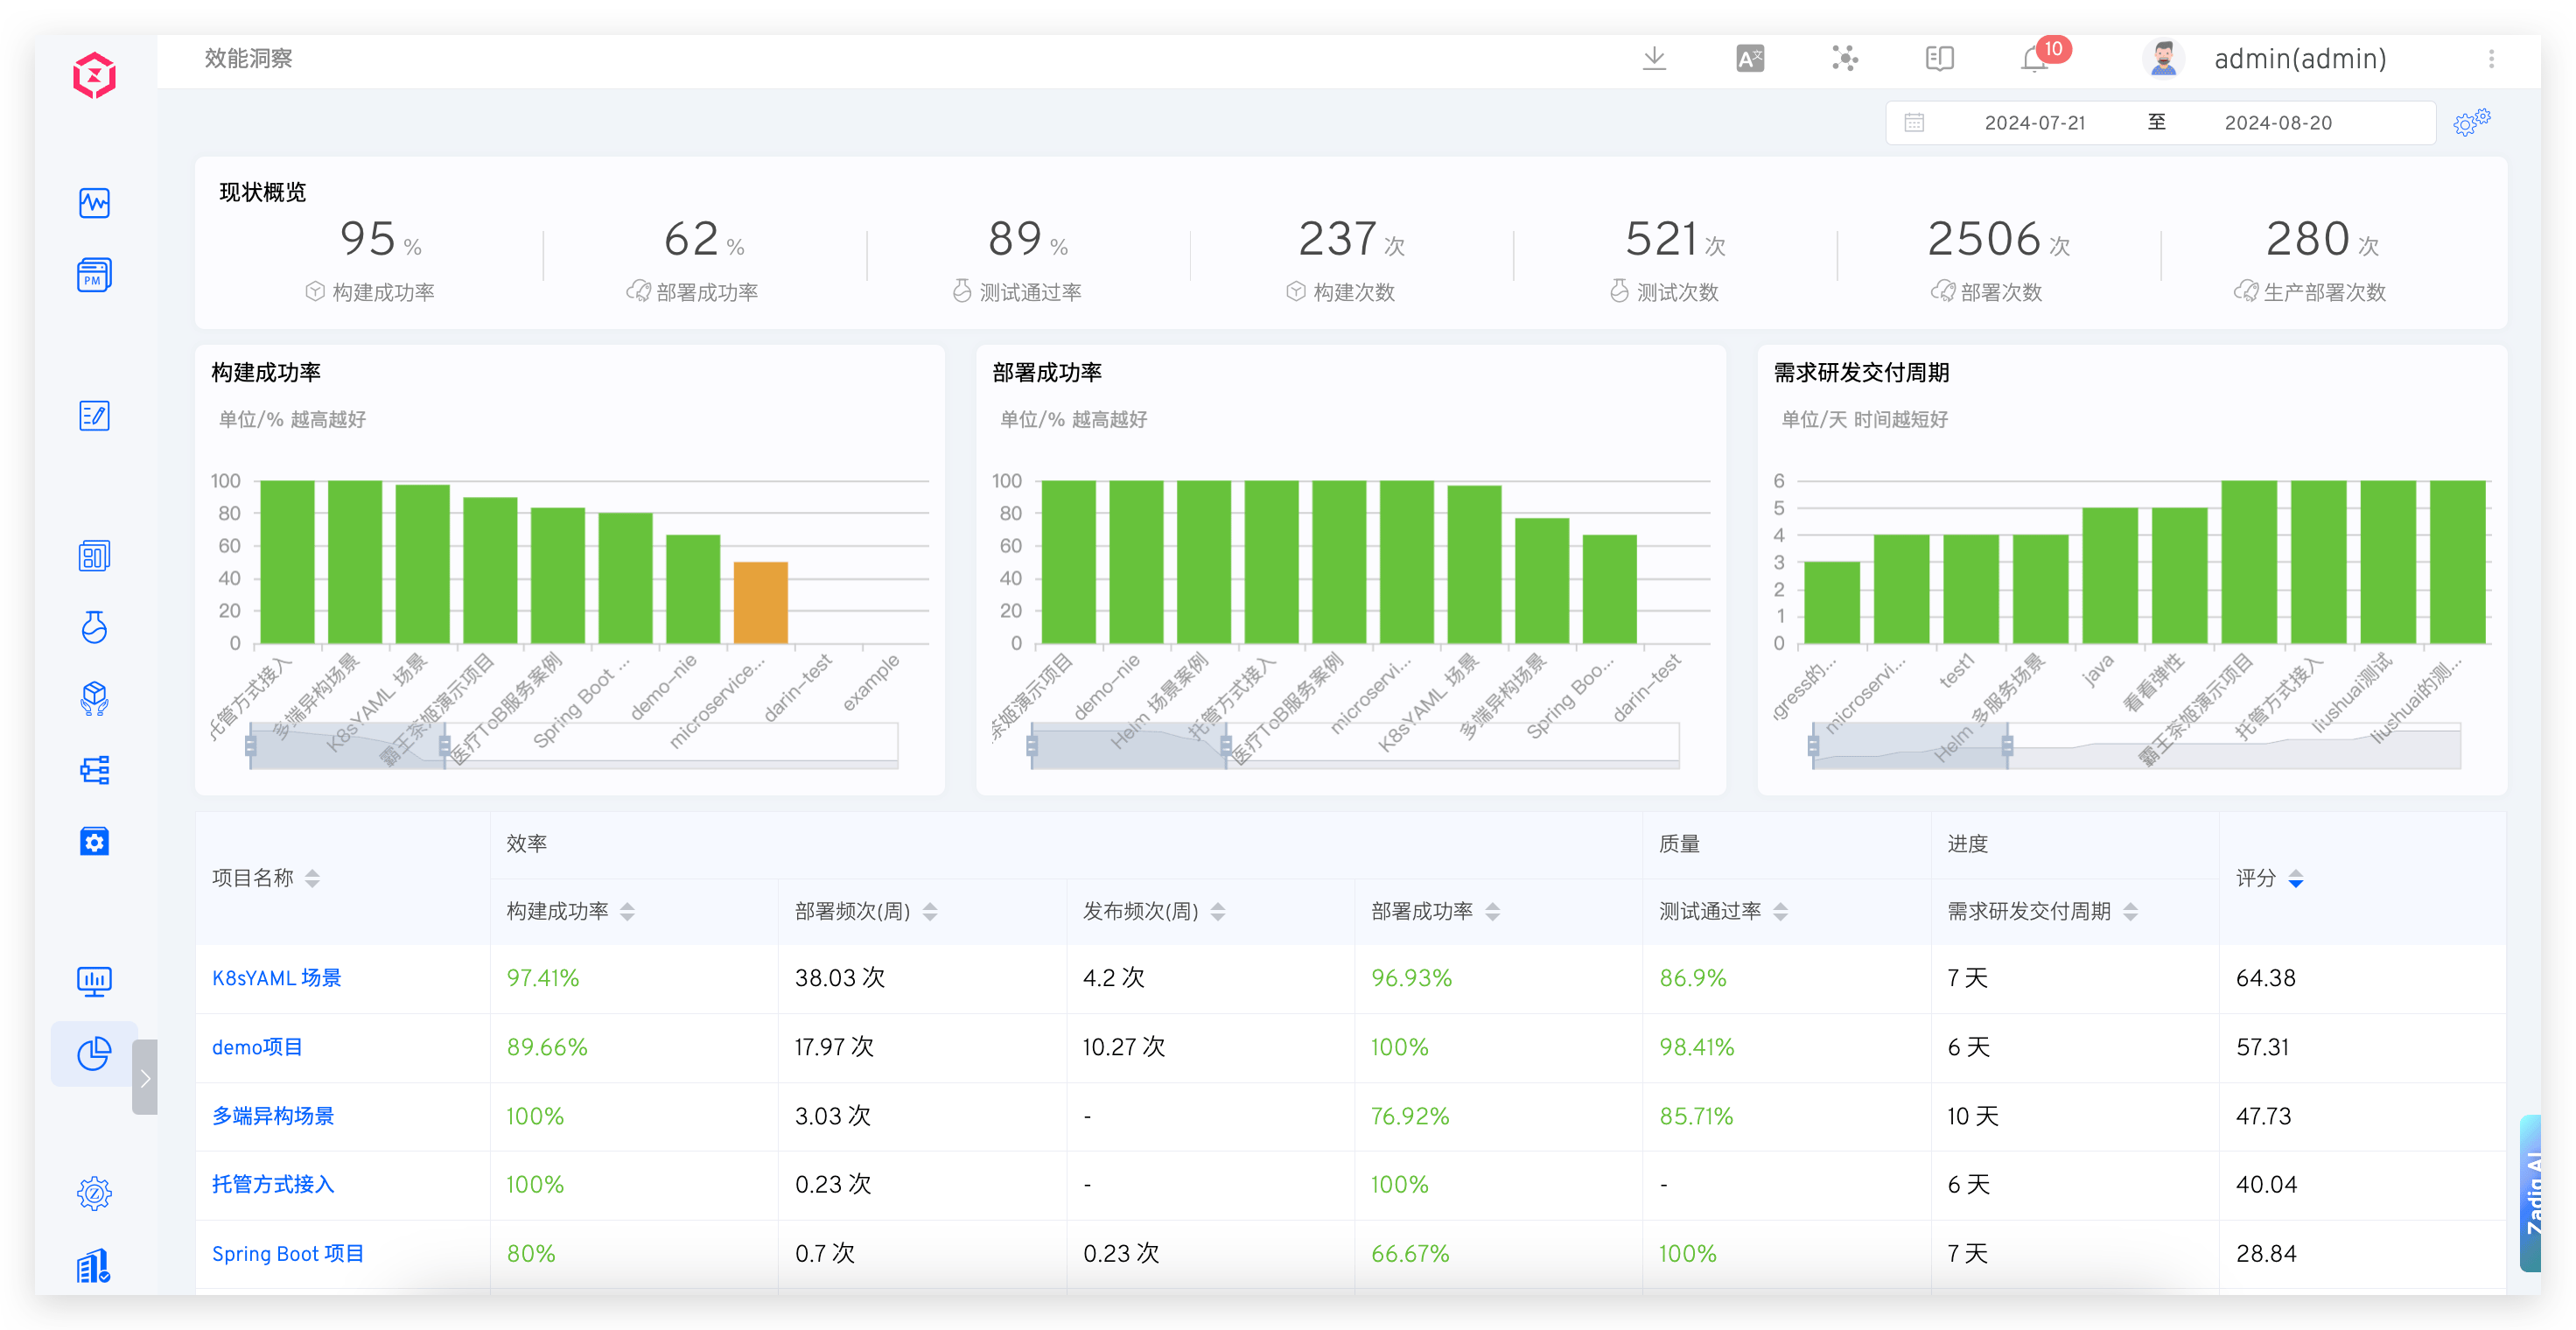 效能洞察
10
admin(admin)
2024-07-21 至 2024-08-20
PM
现状概览
95 % 62 % 89 % 237 次 521 次 2506 次 280 次
构建成功率 部署成功率 测试通过率 构建次数 测试次数 部署次数 生产部署次数
构建成功率
单位/% 越高越好
100
80
60
40
20
0
托管方式接入
多端异构场景
K8sYAML 场景
霸王茶姬演示项目
医疗ToB服务案例
Spring Boot ...
demo-nie
microservice...
darin-test
example
部署成功率
单位/% 越高越好
100
80
60
40
20
0
茶姬演示项目
demo-nie
Helm 场景案例
托管方式接入
医疗ToB服务案例
microservi...
K8sYAML 场景
多端异构场景
Spring Boo...
darin-test
需求研发交付周期
单位/天 时间越短好
6
5
4
3
2
1
0
gress的...
microservi...
test1
Helm 多服务场景
java
看看弹性
霸王茶姬演示项目
托管方式接入
liushuai测试
liushuai的测...
项目名称 效率 质量 进度 评分
构建成功率 部署频次(周) 发布频次(周) 部署成功率 测试通过率 需求研发交付周期
K8sYAML 场景 97.41% 38.03 次 4.2 次 96.93% 86.9% 7 天 64.38
demo项目 89.66% 17.97 次 10.27 次 100% 98.41% 6 天 57.31
多端异构场景 100% 3.03 次 - 76.92% 85.71% 10 天 47.73
托管方式接入 100% 0.23 次 - 100% - 6 天 40.04
Spring Boot 项目 80% 0.7 次 0.23 次 66.67% 100% 7 天 28.84
Zadig AI